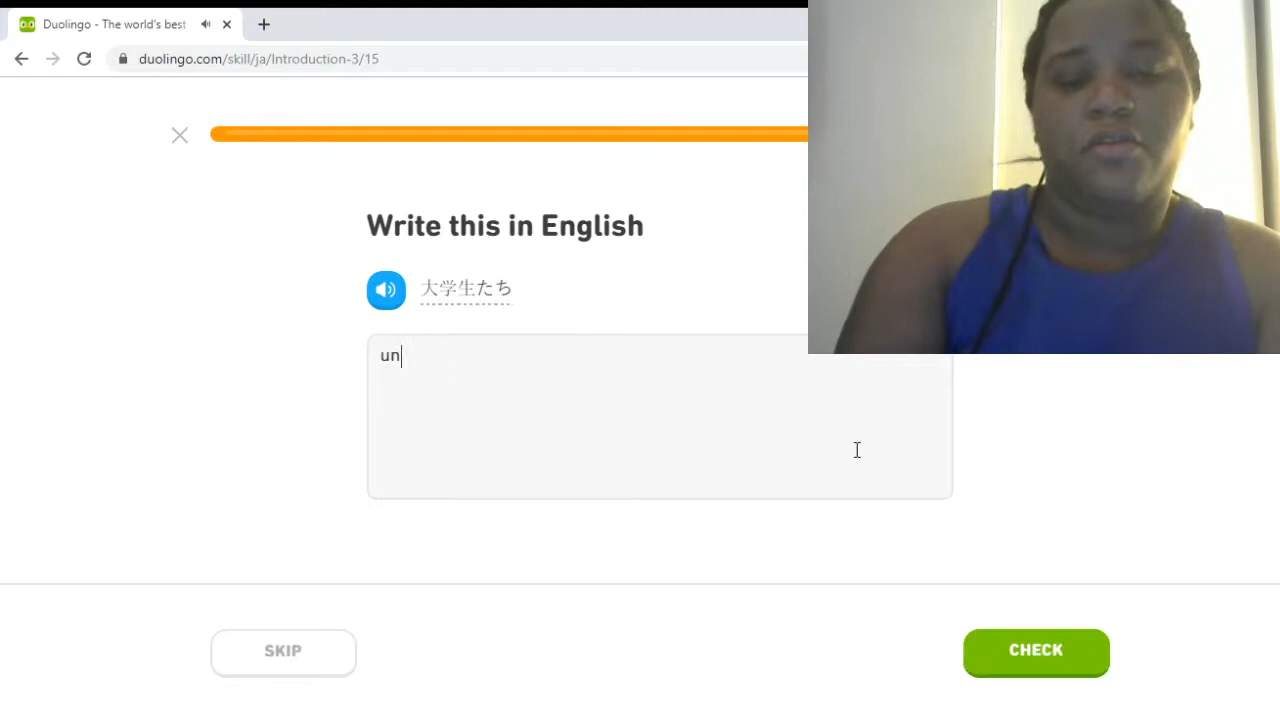 Duolingo - The world's best
duolingo.com/skill/ja/Introduction-3/15
Write this in English
大学生たち
un
SKIP
CHECK